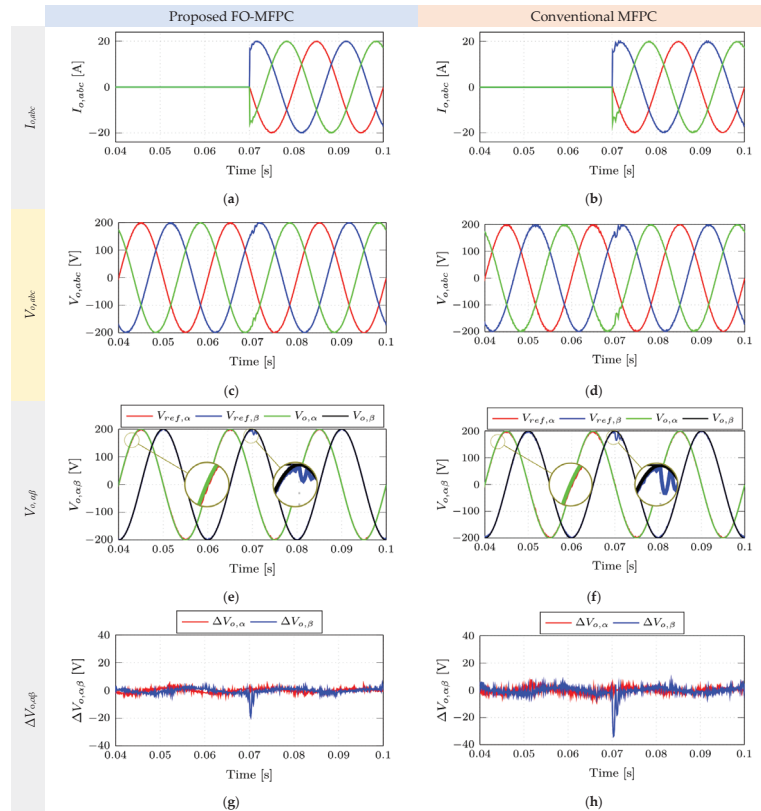 Proposed FO-MFPC Conventional MFPC
I_{o,abc}
20
0
−20
I_{o,abc} [A]
0.04 0.05 0.06 0.07 0.08 0.09 0.1
Time [s]
(a)
20
0
−20
I_{o,abc} [A]
0.04 0.05 0.06 0.07 0.08 0.09 0.1
Time [s]
(b)
V_{o,abc}
200
100
0
−100
−200
V_{o,abc} [V]
0.04 0.05 0.06 0.07 0.08 0.09 0.1
Time [s]
(c)
200
100
0
−100
−200
V_{o,abc} [V]
0.04 0.05 0.06 0.07 0.08 0.09 0.1
Time [s]
(d)
V_{o,αβ}
V_{ref,α} V_{ref,β} V_{o,α} V_{o,β}
200
100
0
−100
−200
V_{o,αβ} [V]
0.04 0.05 0.06 0.07 0.08 0.09 0.1
Time [s]
(e)
V_{ref,α} V_{ref,β} V_{o,α} V_{o,β}
200
100
0
−100
−200
V_{o,αβ} [V]
0.04 0.05 0.06 0.07 0.08 0.09 0.1
Time [s]
(f)
ΔV_{o,αβ}
ΔV_{o,α} ΔV_{o,β}
40
20
0
−20
−40
ΔV_{o,αβ} [V]
0.04 0.05 0.06 0.07 0.08 0.09 0.1
Time [s]
(g)
ΔV_{o,α} ΔV_{o,β}
40
20
0
−20
−40
ΔV_{o,αβ} [V]
0.04 0.05 0.06 0.07 0.08 0.09 0.1
Time [s]
(h)